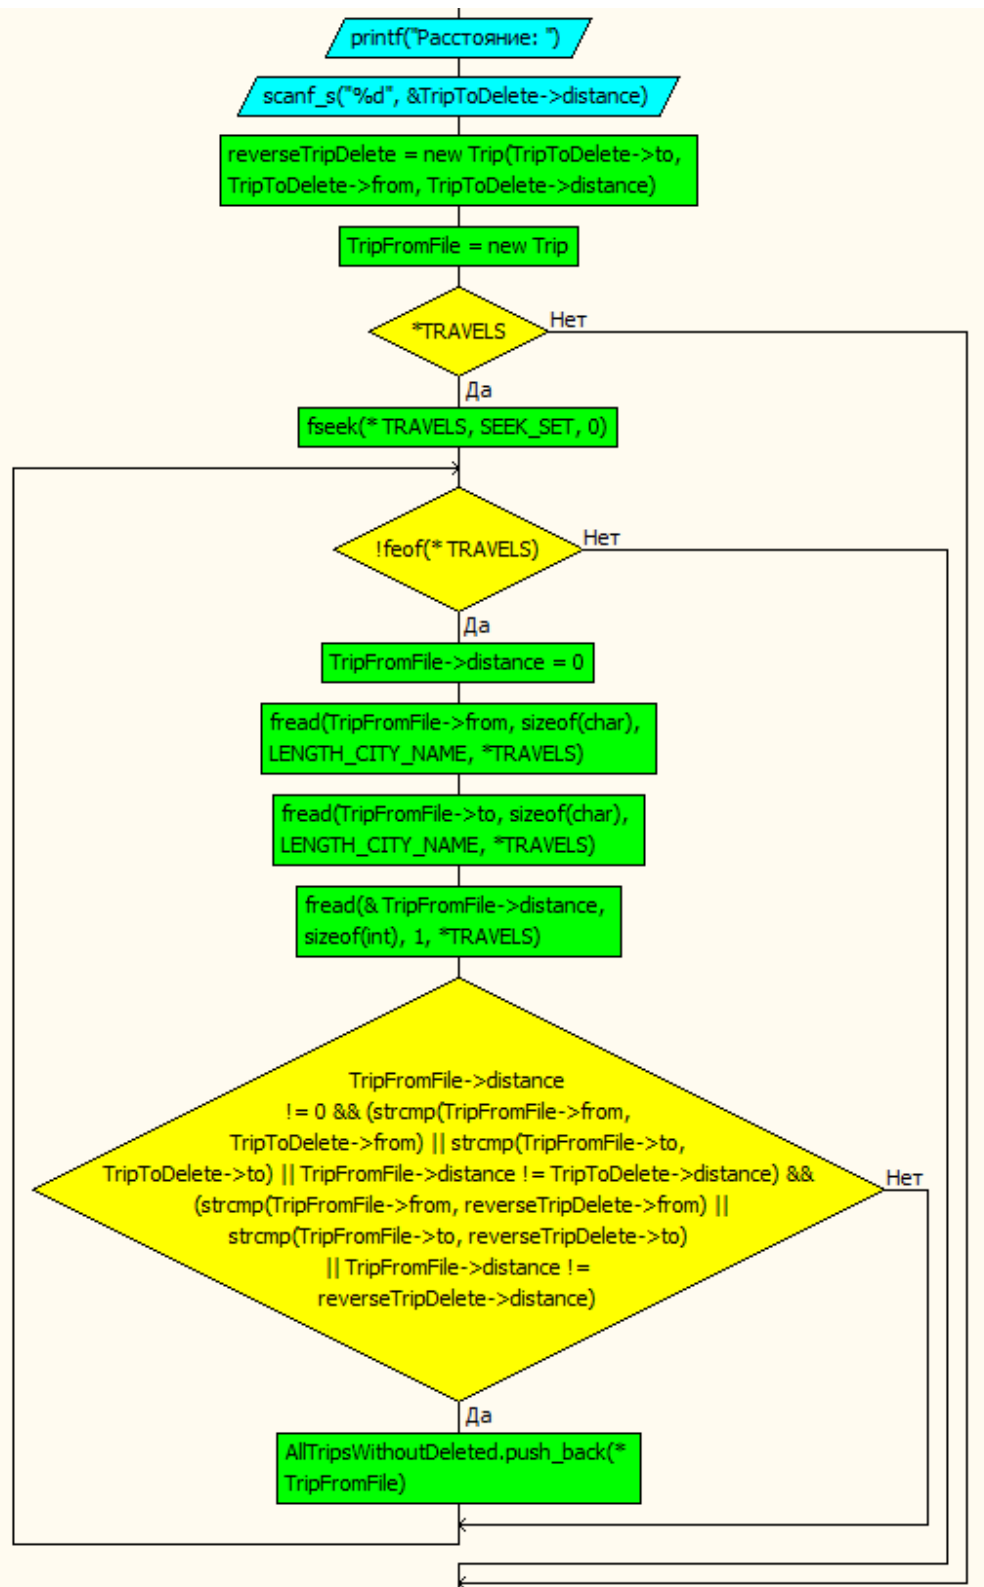 printf("Расстояние: ")
scanf_s("%d", &TripToDelete->distance)
reverseTripDelete = new Trip(TripToDelete->to,
TripToDelete->from, TripToDelete->distance)
TripFromFile = new Trip
*TRAVELS
Нет
Да
fseek(* TRAVELS, SEEK_SET, 0)
!feof(* TRAVELS)
Нет
Да
TripFromFile->distance = 0
fread(TripFromFile->from, sizeof(char),
LENGTH_CITY_NAME, *TRAVELS)
fread(TripFromFile->to, sizeof(char),
LENGTH_CITY_NAME, *TRAVELS)
fread(& TripFromFile->distance,
sizeof(int), 1, *TRAVELS)
TripFromFile->distance
!= 0 && (strcmp(TripFromFile->from,
TripToDelete->from) || strcmp(TripFromFile->to,
TripToDelete->to) || TripFromFile->distance != TripToDelete->distance) &&
(strcmp(TripFromFile->from, reverseTripDelete->from) ||
strcmp(TripFromFile->to, reverseTripDelete->to)
|| TripFromFile->distance !=
reverseTripDelete->distance)
Нет
Да
AllTripsWithoutDeleted.push_back(*
TripFromFile)